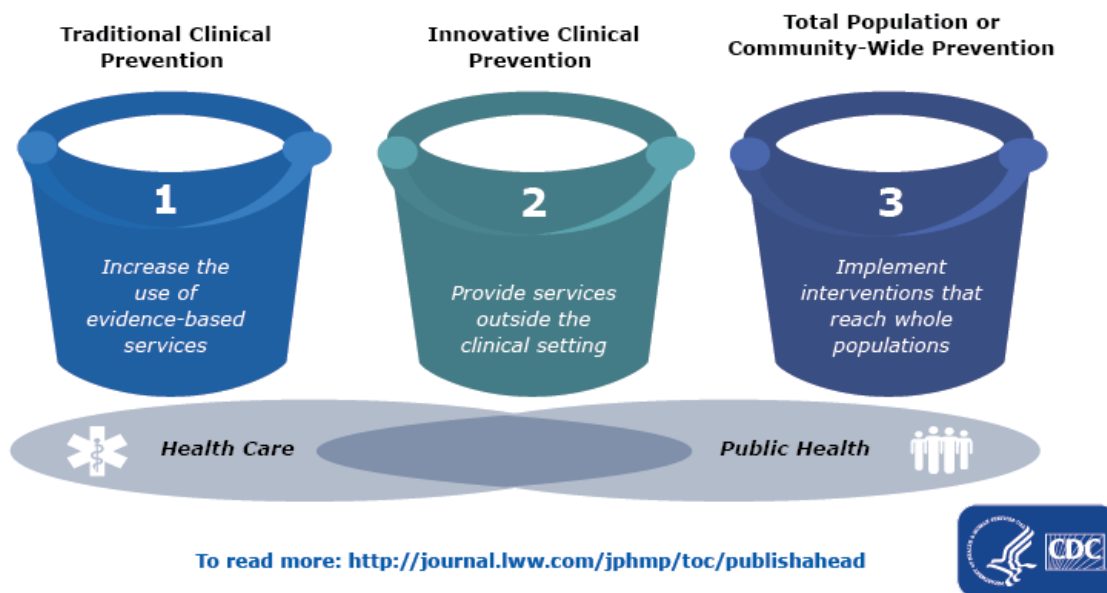 Traditional Clinical
Prevention
Innovative Clinical
Prevention
Total Population or
Community-Wide Prevention
1
Increase the
use of
evidence-based
services
2
Provide services
outside the
clinical setting
3
Implement
interventions that
reach whole
populations
Health Care
Public Health
To read more: http://journal.lww.com/jphmp/toc/publishahead
CDC